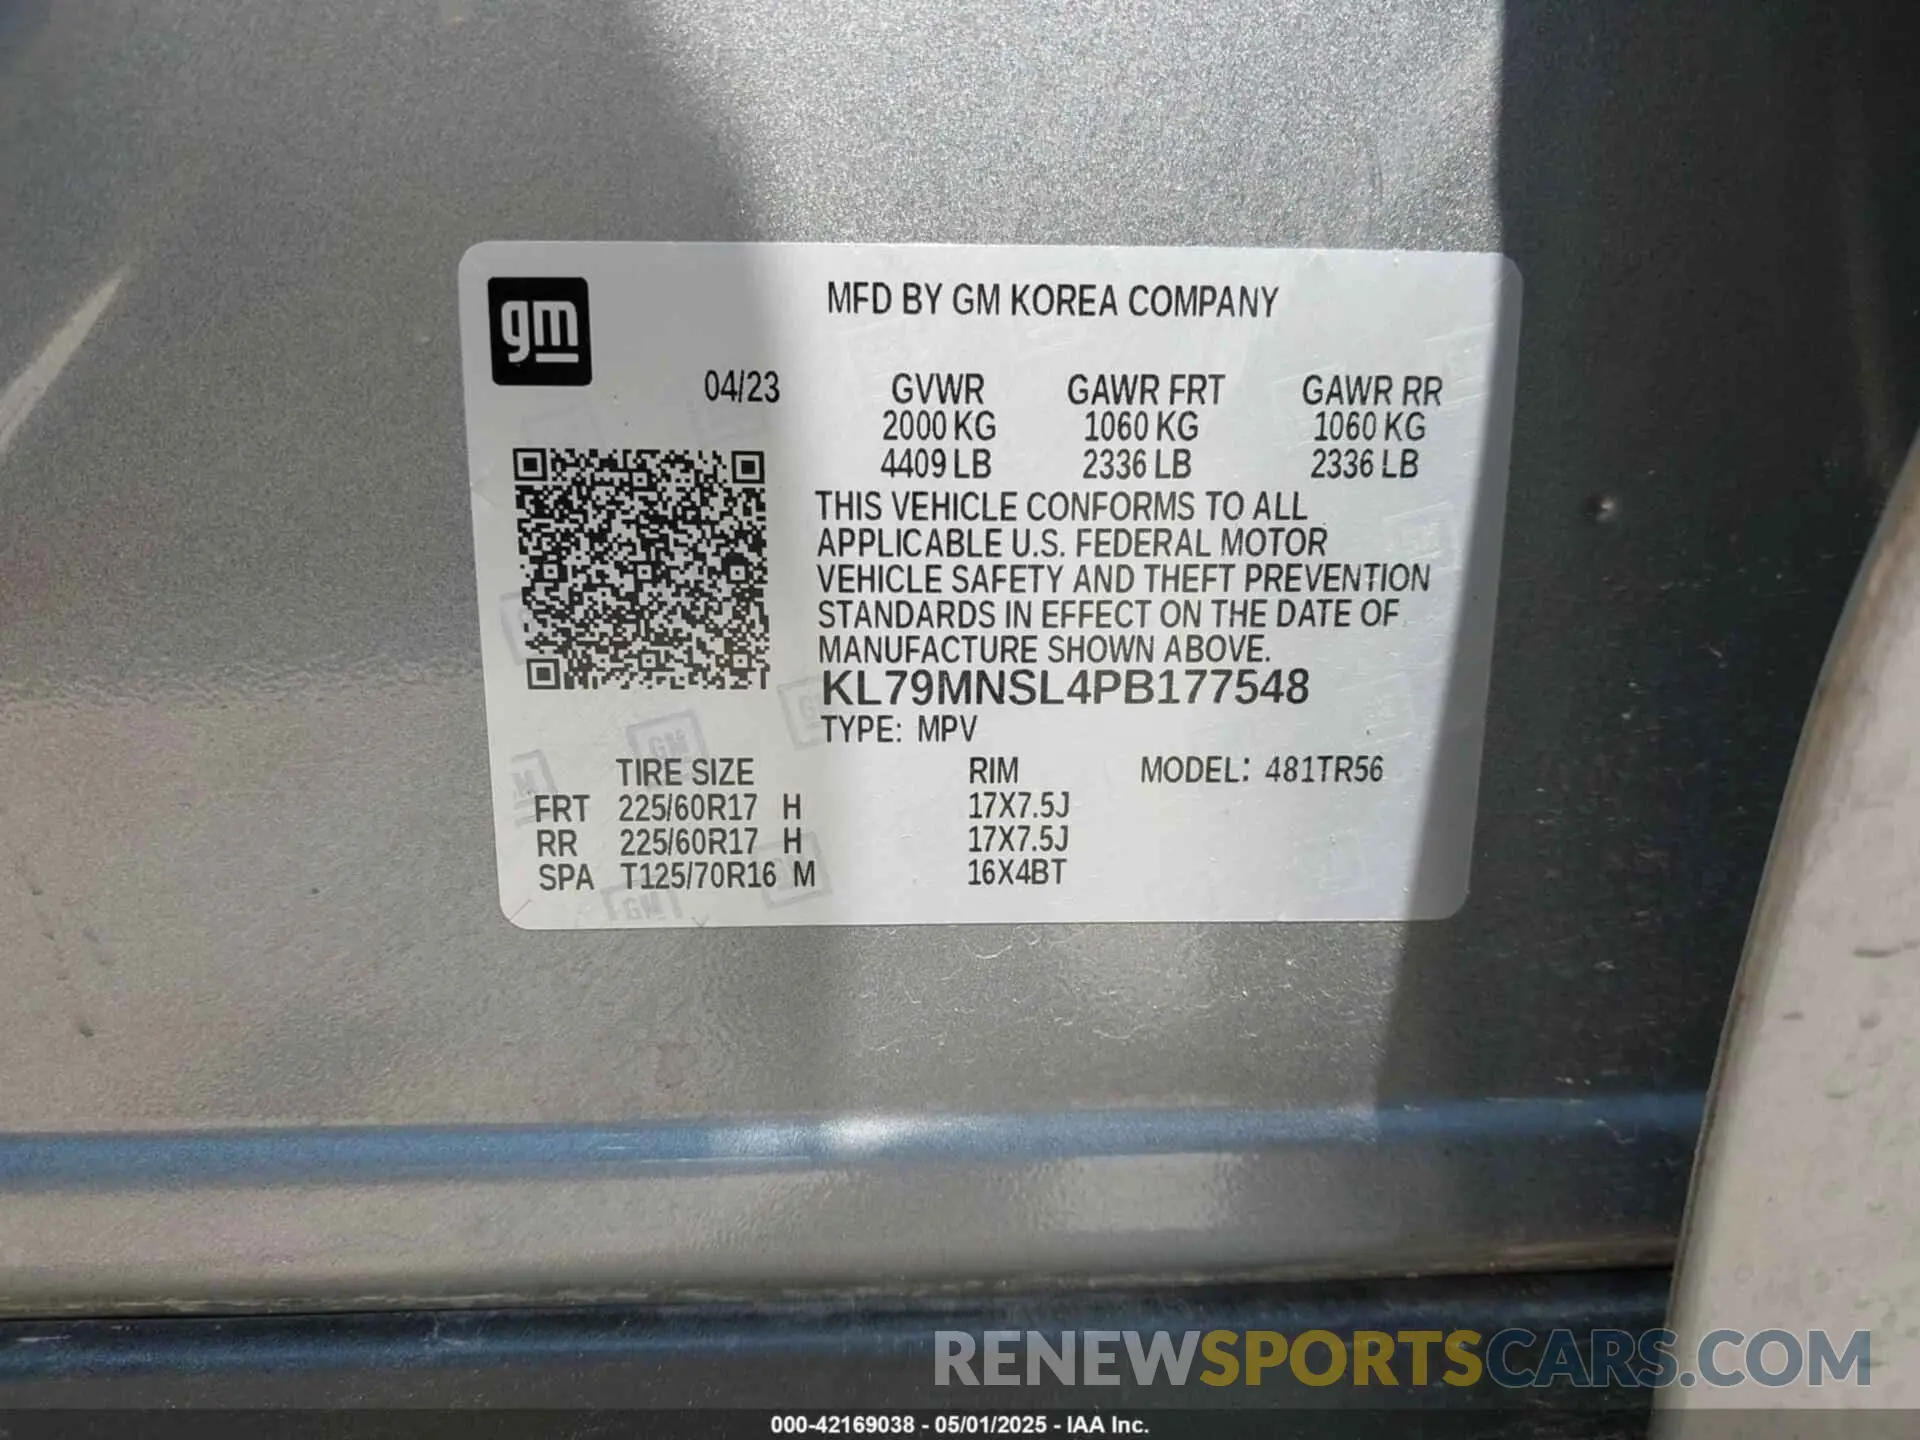 gm
MFD BY GM KOREA COMPANY
04/23
GVWR GAWR FRT GAWR RR
2000 KG 1060 KG 1060 KG
4409 LB 2336 LB 2336 LB
THIS VEHICLE CONFORMS TO ALL
APPLICABLE U.S. FEDERAL MOTOR
VEHICLE SAFETY AND THEFT PREVENTION
STANDARDS IN EFFECT ON THE DATE OF
MANUFACTURE SHOWN ABOVE.
KL79MNSL4PB177548
TYPE: MPV
TIRE SIZE RIM MODEL: 481TR56
FRT 225/60R17 H 17X7.5J
RR 225/60R17 H 17X7.5J
SPA T125/70R16 M 16X4BT
RENEWSPORTSCARS.COM
000-42169038 - 05/01/2025 - IAA Inc.